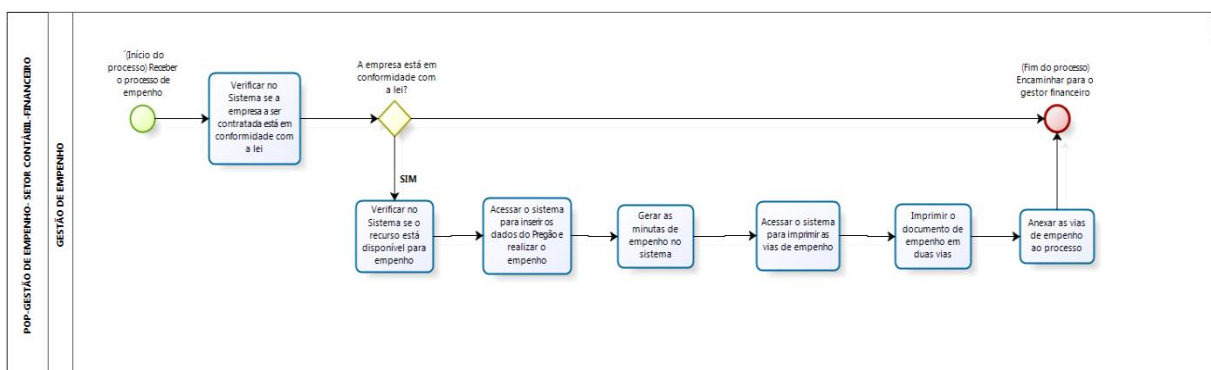 POP-GESTÃO DE EMPENHO- SETOR CONTÁBIL-FINANCEIRO
GESTÃO DE EMPENHO
´(Início do
processo) Receber
o processo de
empenho
Verificar no
Sistema se a
empresa a ser
contratada está em
conformidade com
a lei
A empresa está em
conformidade com
a lei?
(Fim do processo)
Encaminhar para o
gestor financeiro
SIM
Verificar no
Sistema se o
recurso está
disponível para
empenho
Acessar o sistema
para inserir os
dados do Pregão e
realizar o
empenho
Gerar as
minutas de
empenho no
sistema
Acessar o sistema
para imprimir as
vias de empenho
Imprimir o
documento de
empenho em
duas vias
Anexar as vias
de empenho
ao processo